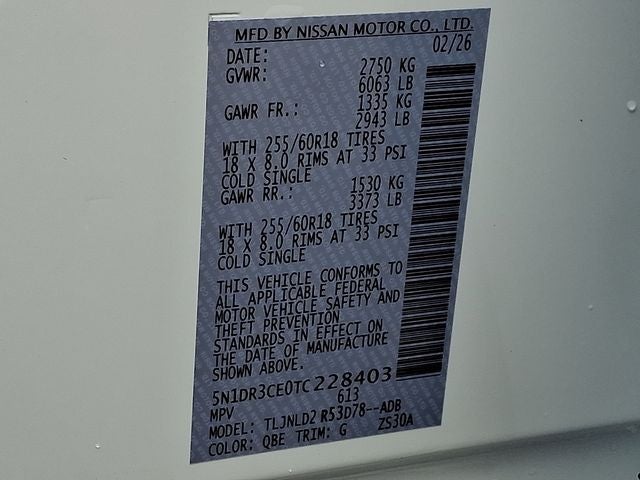 MFD BY NISSAN MOTOR CO., LTD.
DATE: 02/26
GVWR: 2750 KG
6063 LB
GAWR FR.: 1335 KG
2943 LB
WITH 255/60R18 TIRES
18 X 8.0 RIMS AT 33 PSI
COLD SINGLE
GAWR RR.: 1530 KG
3373 LB
WITH 255/60R18 TIRES
18 X 8.0 RIMS AT 33 PSI
COLD SINGLE
THIS VEHICLE CONFORMS TO
ALL APPLICABLE FEDERAL
MOTOR VEHICLE SAFETY AND
THEFT PREVENTION
STANDARDS IN EFFECT ON
THE DATE OF MANUFACTURE
SHOWN ABOVE.
5N1DR3CE0TC228403
MPV 613
MODEL: TLJNLD2 R53D78--ADB
COLOR: QBE TRIM: G ZS30A